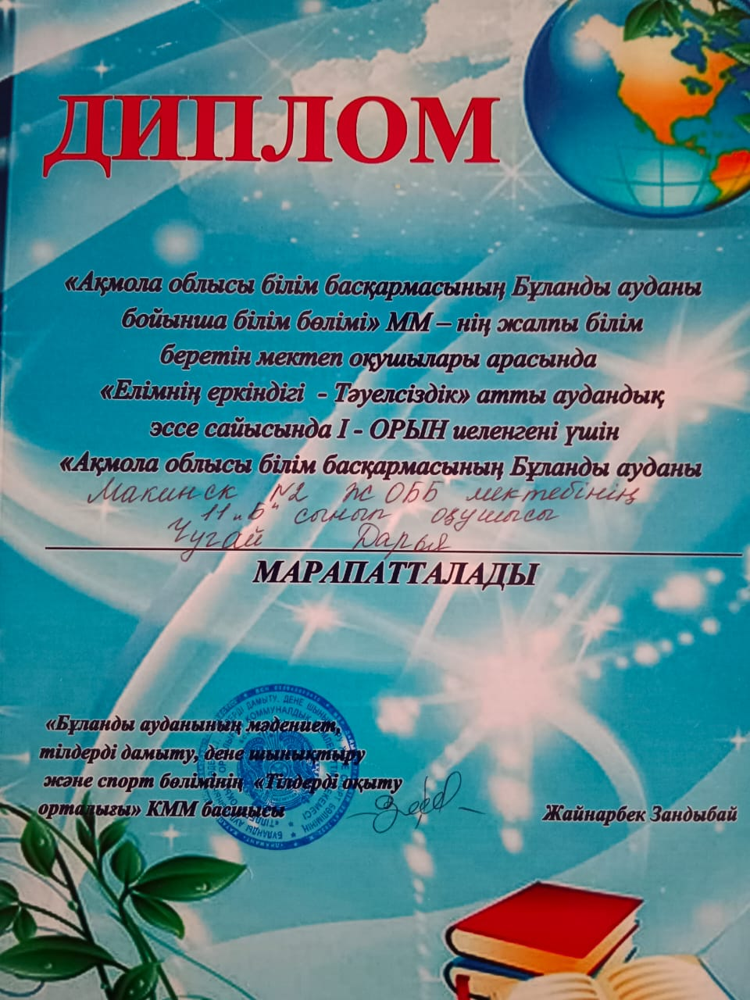 ДИПЛОМ
«Ақмола облысы білім басқармасының Бұланды ауданы
бойынша білім бөлімі» ММ – нің жалпы білім
беретін мектеп оқушылары арасында
«Елімнің еркіндігі - Тәуелсіздік» атты аудандық
эссе сайысында I - ОРЫН иеленгені үшін
«Ақмола облысы білім басқармасының Бұланды ауданы
Макинск №2 ЖОББ мектебінің
11 „Б" сынып оқушысы
Чугай Дарья
МАРАПАТТАЛАДЫ
«Бұланды ауданының мәдениет,
тілдерді дамыту, дене шынықтыру
және спорт бөлімінің «Тілдерді оқыту
орталығы» КММ басшысы
Жайнарбек Зандыбай